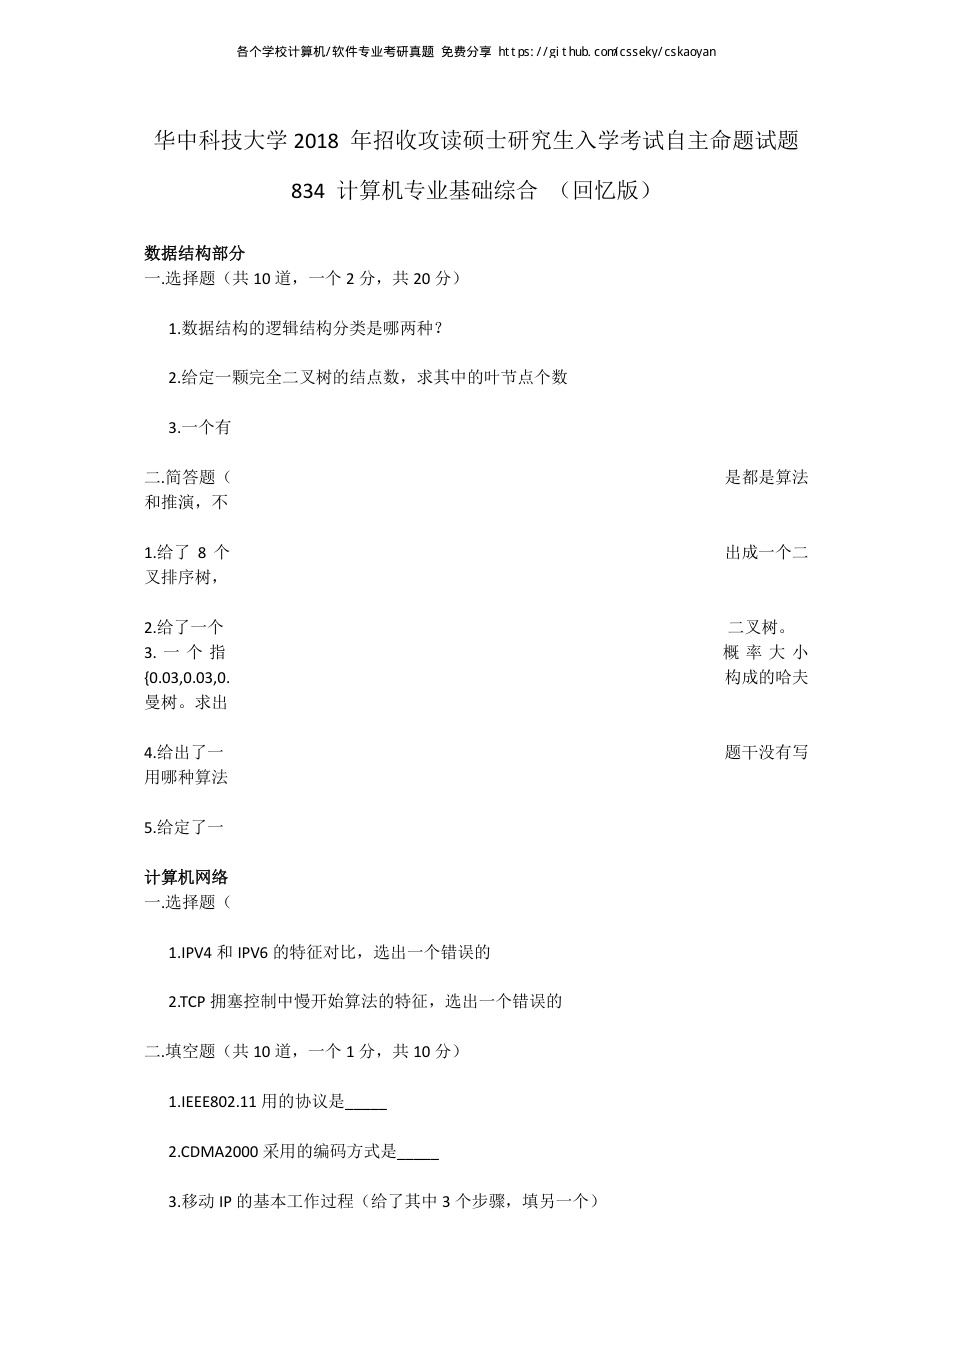 各个学校计算机/软件专业考研真题 免费分享 https://github.com/csseky/cskaoyan
华中科技大学 2018 年招收攻读硕士研究生入学考试自主命题试题
834 计算机专业基础综合 （回忆版）
数据结构部分
一.选择题（共 10 道，一个 2 分，共 20 分）
1.数据结构的逻辑结构分类是哪两种？
2.给定一颗完全二叉树的结点数，求其中的叶节点个数
3.一个有
二.简答题（ 是都是算法
和推演，不
1.给了 8 个 出成一个二
叉排序树，
2.给了一个 二叉树。
3. 一 个 指 概 率 大 小
{0.03,0.03,0. 构成的哈夫
曼树。求出
4.给出了一 题干没有写
用哪种算法
5.给定了一
计算机网络
一.选择题（
1.IPV4 和 IPV6 的特征对比，选出一个错误的
2.TCP 拥塞控制中慢开始算法的特征，选出一个错误的
二.填空题（共 10 道，一个 1 分，共 10 分）
1.IEEE802.11 用的协议是_____
2.CDMA2000 采用的编码方式是_____
3.移动 IP 的基本工作过程（给了其中 3 个步骤，填另一个）